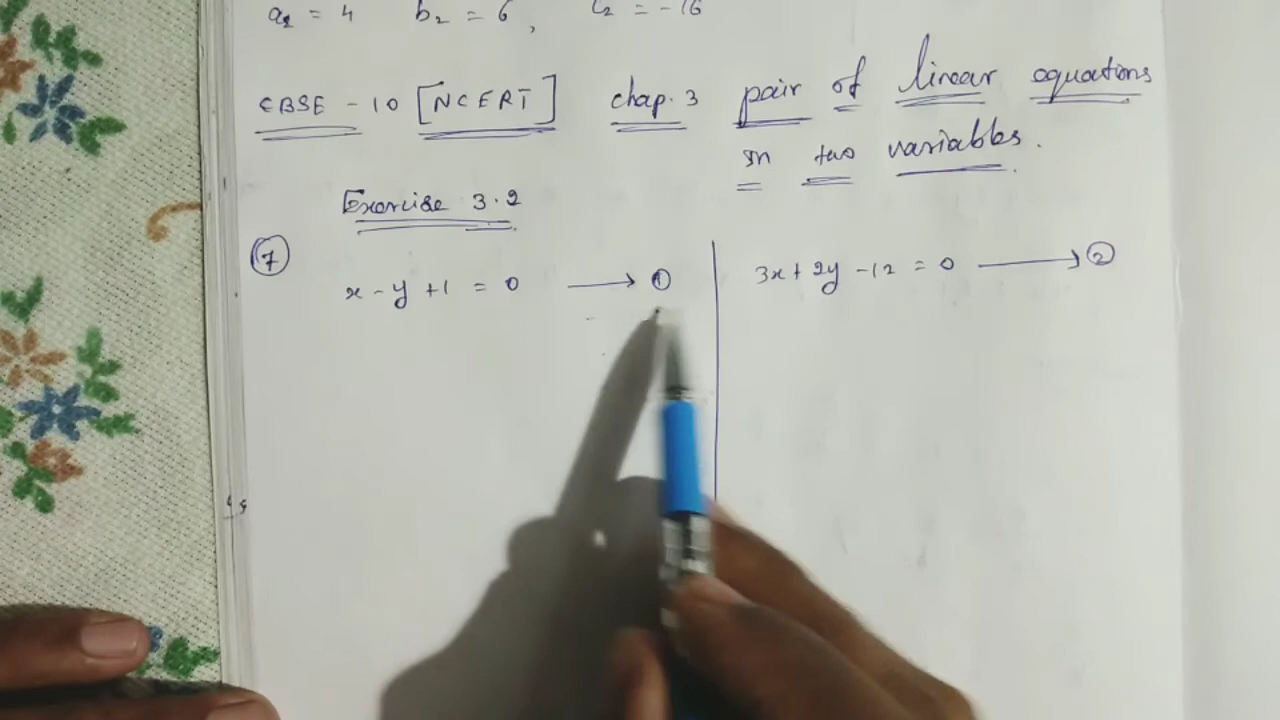 a₂ = 4 b₂ = 6, c₂ = -16
CBSE - 10 [NCERT] chap. 3 pair of linear equations
in two variables.
Exercise 3.2
7
x - y + 1 = 0 → ①
3x + 2y - 12 = 0 → ②